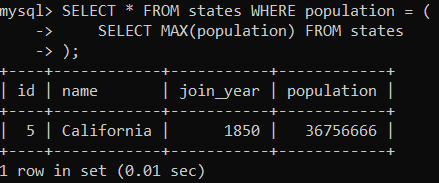 mysql> SELECT * FROM states WHERE population = (
    ->     SELECT MAX(population) FROM states
    -> );
+----+------------+-----------+------------+
| id | name       | join_year | population |
+----+------------+-----------+------------+
|  5 | California |      1850 |   36756666 |
+----+------------+-----------+------------+
1 row in set (0.01 sec)